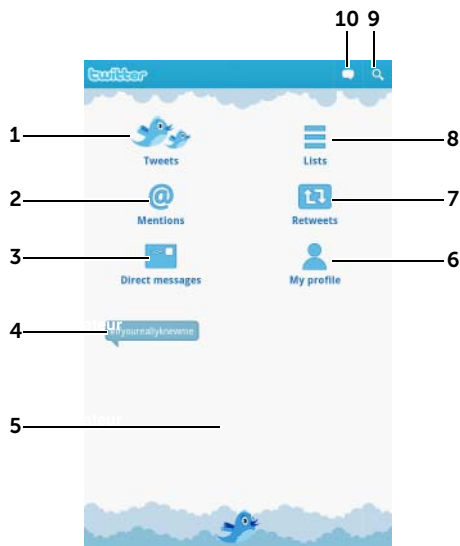 10 9
twitter
1
8
Tweets
Lists
@
2
7
Mentions
Retweets
3
6
Direct messages
My profile
4
youreallyknewme
5